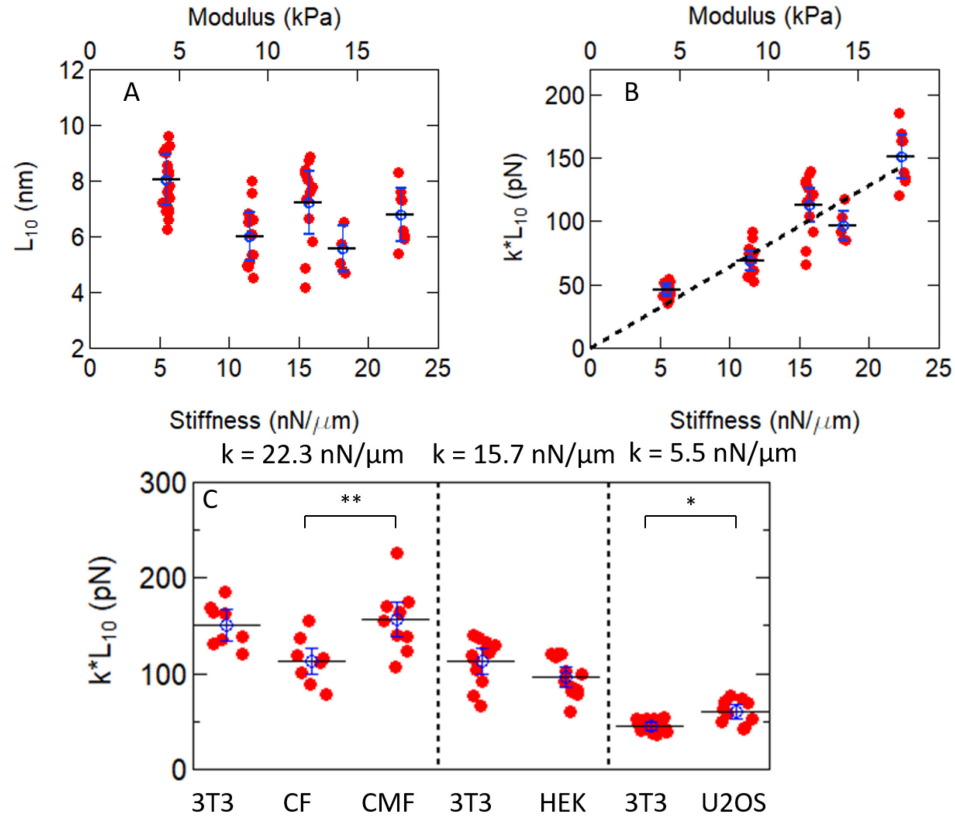 Modulus (kPa)
0 5 10 15
A
12
10
8
6
4
2
L10 (nm)
0 5 10 15 20 25
Stiffness (nN/μm)
Modulus (kPa)
0 5 10 15
B
200
150
100
50
0
k*L10 (pN)
0 5 10 15 20 25
Stiffness (nN/μm)
k = 22.3 nN/μm k = 15.7 nN/μm k = 5.5 nN/μm
C
** *
300
200
100
0
k*L10 (pN)
3T3 CF CMF 3T3 HEK 3T3 U2OS